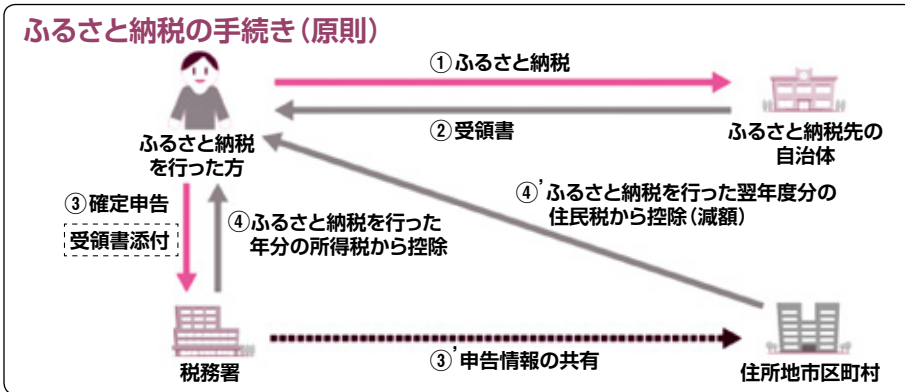 ふるさと納税の手続き（原則）
①ふるさと納税
②受領書
ふるさと納税
を行った方
ふるさと納税先の
自治体
③確定申告
受領書添付
④ふるさと納税を行った
年分の所得税から控除
④'ふるさと納税を行った翌年度分の
住民税から控除（減額）
税務署
③'申告情報の共有
住所地市区町村